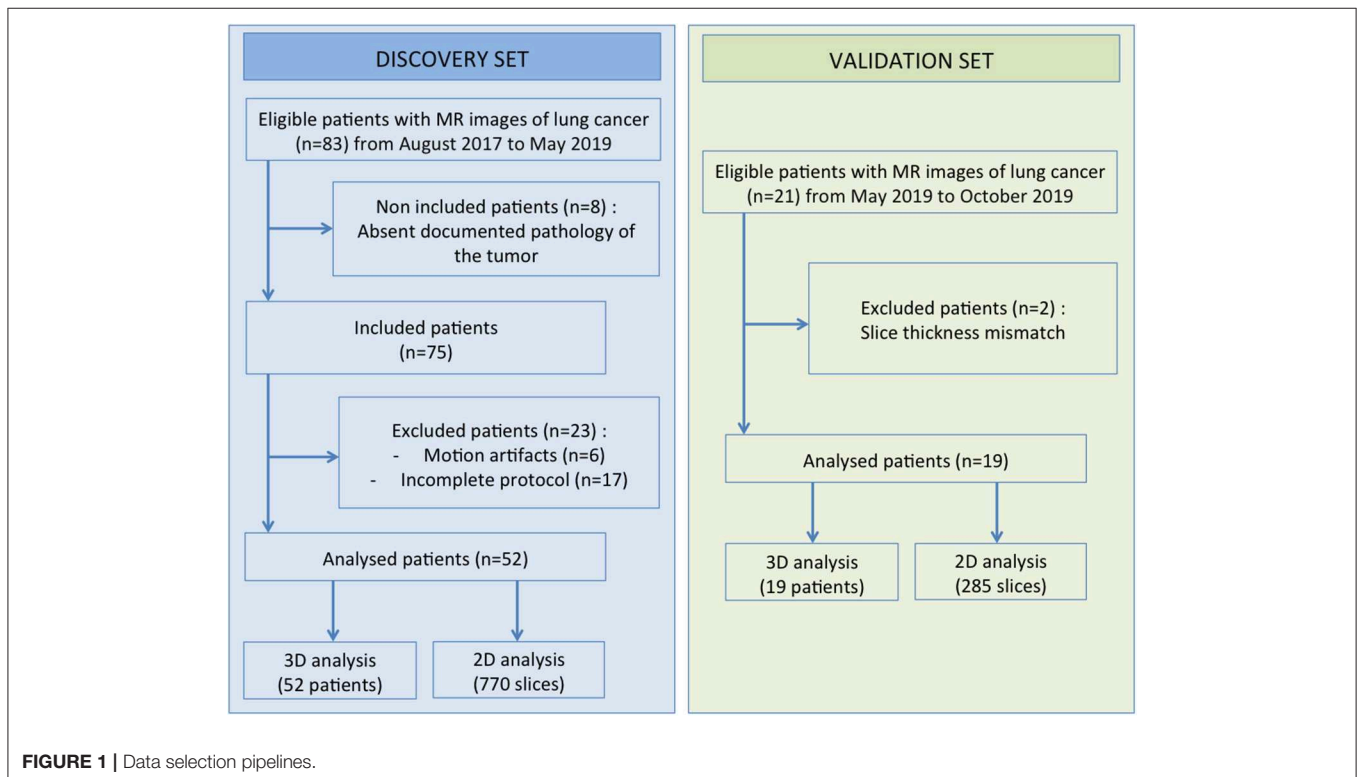 DISCOVERY SET
Eligible patients with MR images of lung cancer
(n=83) from August 2017 to May 2019
Non included patients (n=8) :
Absent documented pathology of
the tumor
Included patients
(n=75)
Excluded patients (n=23) :
- Motion artifacts (n=6)
- Incomplete protocol (n=17)
Analysed patients (n=52)
3D analysis
(52 patients)
2D analysis
(770 slices)
VALIDATION SET
Eligible patients with MR images of lung cancer
(n=21) from May 2019 to October 2019
Excluded patients (n=2) :
Slice thickness mismatch
Analysed patients (n=19)
3D analysis
(19 patients)
2D analysis
(285 slices)
FIGURE 1 | Data selection pipelines.